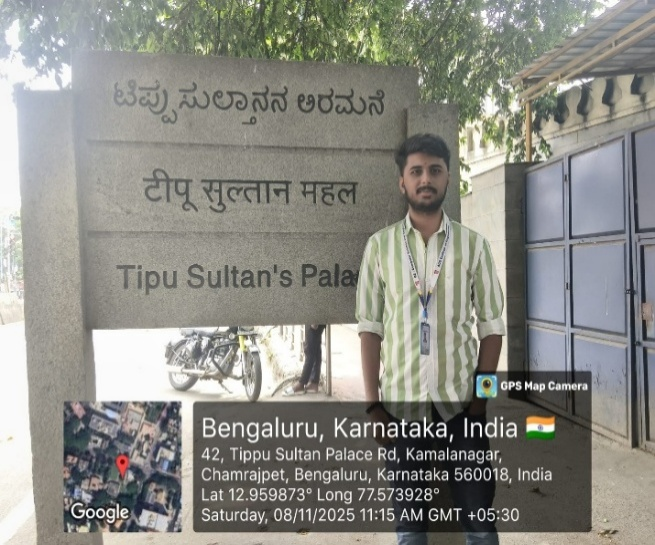 ಟಿಪ್ಪುಸುಲ್ತಾನನ ಅರಮನೆ
टीपू सुल्तान महल
Tipu Sultan's
GPS Map Camera
Bengaluru, Karnataka, India
42, Tippu Sultan Palace Rd, Kamalanagar,
Chamrajpet, Bengaluru, Karnataka 560018, India
Lat 12.959873° Long 77.573928°
Saturday, 08/11/2025 11:15 AM GMT +05:30
Google